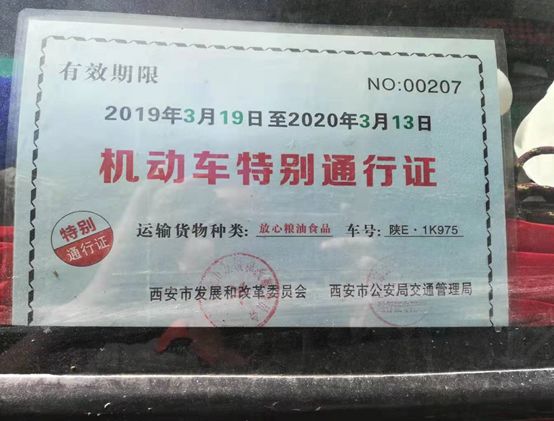 有效期限
NO:00207
2019年3月19日至2020年3月13日
机动车特别通行证
特别
通行证
运输货物种类: 放心粮油食品 车号: 陕E·1K975
西安市发展和改革委员会 西安市公安局交通管理局